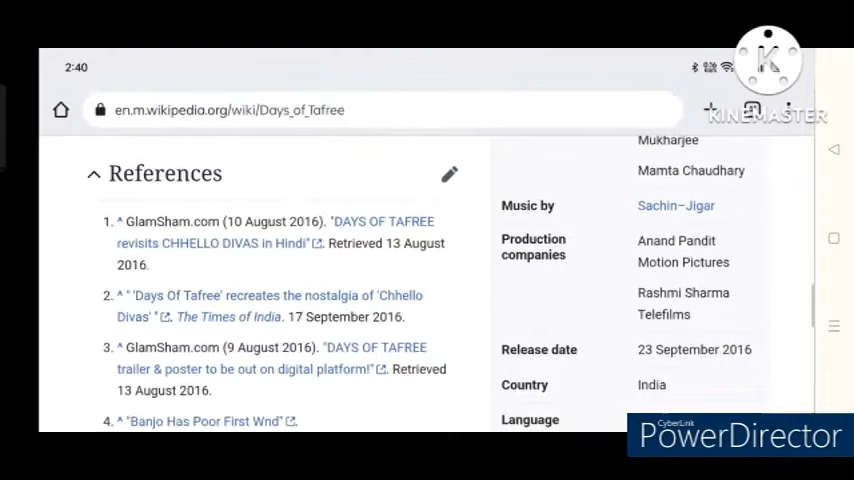 2:40
KINEMASTER
en.m.wikipedia.org/wiki/Days_of_Tafree
References
1. ^ GlamSham.com (10 August 2016). "DAYS OF TAFREE
revisits CHHELLO DIVAS in Hindi". Retrieved 13 August
2016.
2. ^ " 'Days Of Tafree' recreates the nostalgia of 'Chhello
Divas' ". The Times of India. 17 September 2016.
3. ^ GlamSham.com (9 August 2016). "DAYS OF TAFREE
trailer & poster to be out on digital platform!". Retrieved
13 August 2016.
4. ^ "Banjo Has Poor First Wnd".
Mukharjee
Mamta Chaudhary
Music by Sachin–Jigar
Production
companies
Anand Pandit
Motion Pictures
Rashmi Sharma
Telefilms
Release date 23 September 2016
Country India
Language
CyberLink
PowerDirector